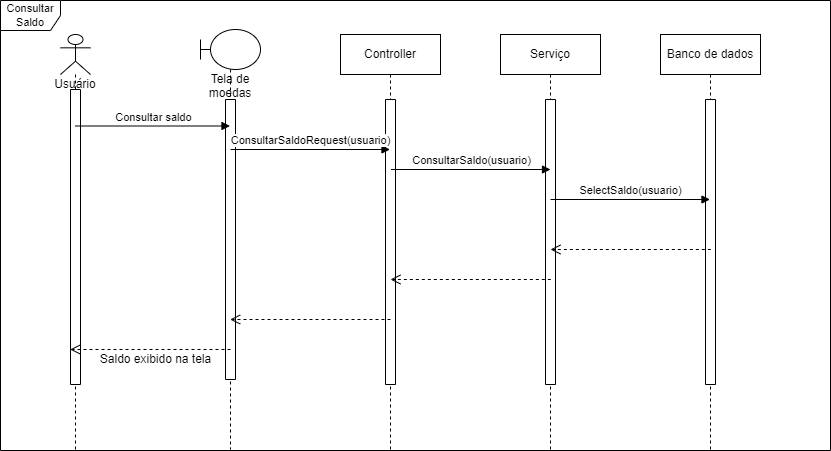 Consultar
Saldo
Usuário
Tela de
moedas
Controller
Serviço
Banco de dados
Consultar saldo
ConsultarSaldoRequest(usuario)
ConsultarSaldo(usuario)
SelectSaldo(usuario)
Saldo exibido na tela